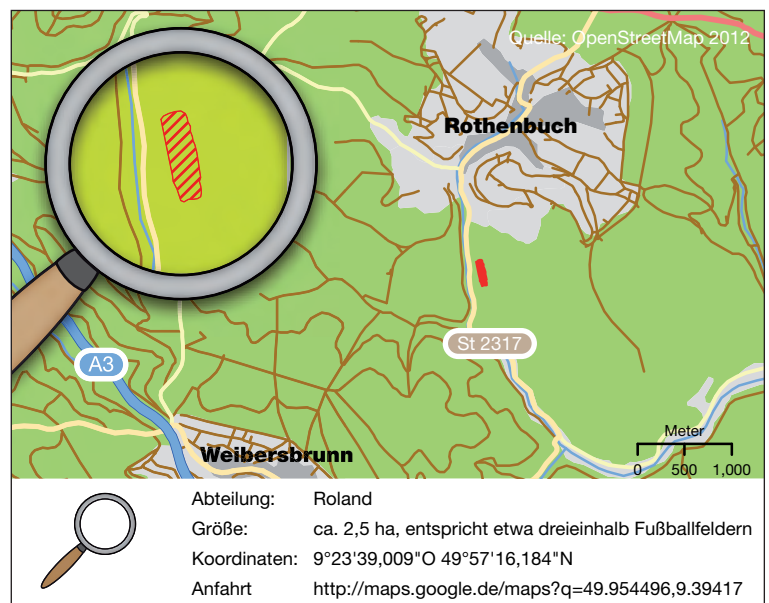 Quelle: OpenStreetMap 2012
Rothenbuch
St 2317
A3
Meter
0 500 1,000
Weibersbrunn
Abteilung: Roland
Größe: ca. 2,5 ha, entspricht etwa dreieinhalb Fußballfeldern
Koordinaten: 9°23'39,009"O 49°57'16,184"N
Anfahrt http://maps.google.de/maps?q=49.954496,9.39417